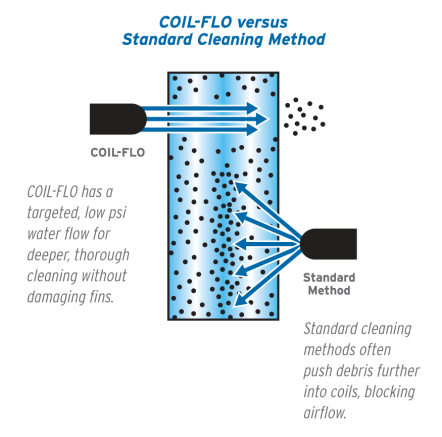 COIL-FLO versus
Standard Cleaning Method
COIL-FLO
COIL-FLO has a
targeted, low psi
water flow for
deeper, thorough
cleaning without
damaging fins.
Standard
Method
Standard cleaning
methods often
push debris further
into coils, blocking
airflow.